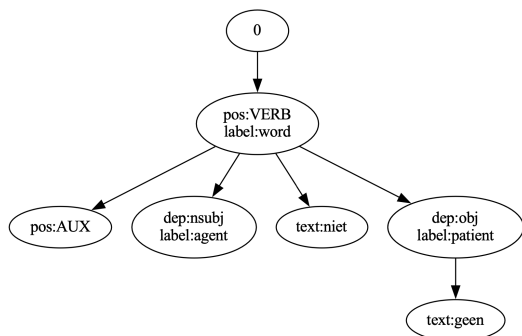 0
pos:VERB
label:word
pos:AUX
dep:nsubj
label:agent
text:niet
dep:obj
label:patient
text:geen